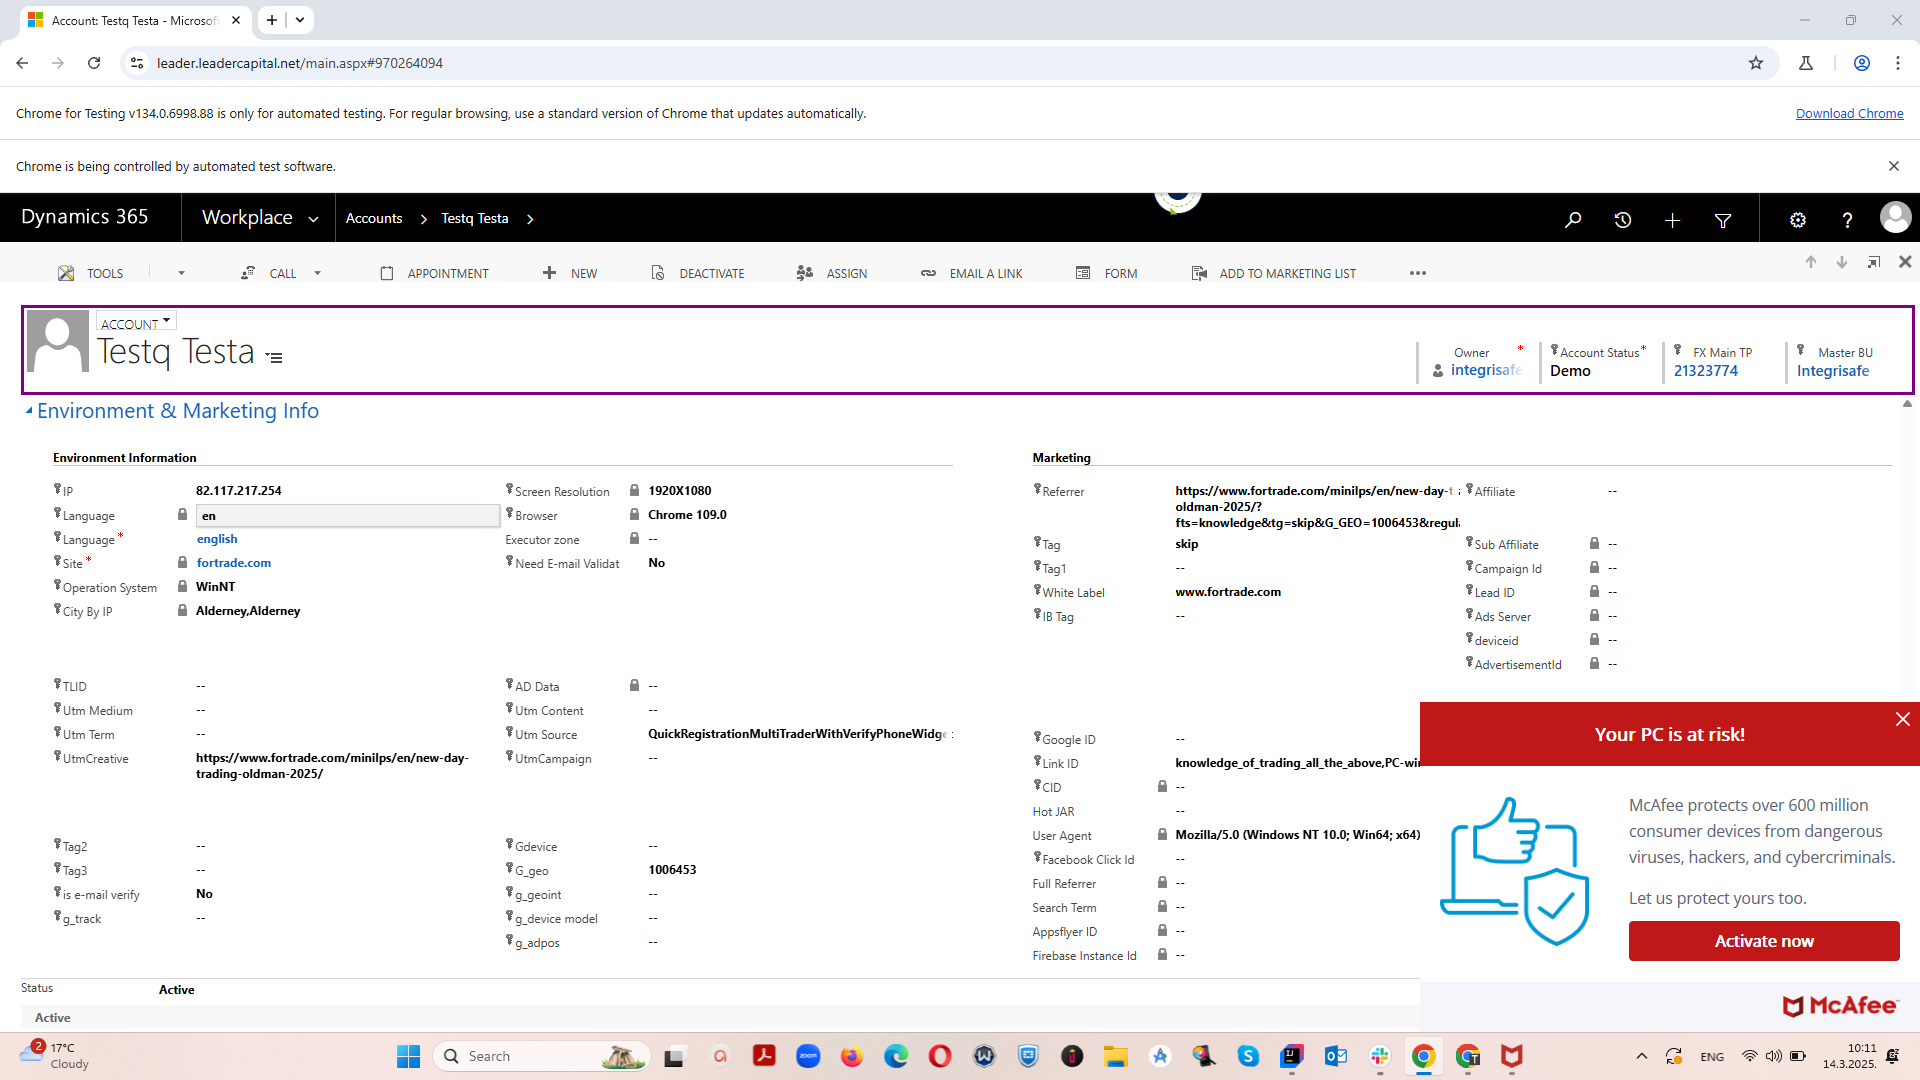 Account: Testq Testa - Microsof
leader.leadercapital.net/main.aspx#970264094
Chrome for Testing v134.0.6998.88 is only for automated testing. For regular browsing, use a standard version of Chrome that updates automatically.
Download Chrome
Chrome is being controlled by automated test software.
Dynamics 365
Workplace
Accounts
Testq Testa
TOOLS
CALL
APPOINTMENT
NEW
DEACTIVATE
ASSIGN
EMAIL A LINK
FORM
ADD TO MARKETING LIST
ACCOUNT
Testq Testa
Owner *
integrisafe
Account Status*
Demo
FX Main TP
21323774
Master BU
Integrisafe
Environment & Marketing Info
Environment Information
IP 82.117.217.254
Language en
Language * english
Site * fortrade.com
Operation System WinNT
City By IP Alderney,Alderney
Screen Resolution 1920X1080
Browser Chrome 109.0
Executor zone --
Need E-mail Validat No
TLID --
Utm Medium --
Utm Term --
UtmCreative https://www.fortrade.com/minilps/en/new-day-
trading-oldman-2025/
AD Data --
Utm Content --
Utm Source QuickRegistrationMultiTraderWithVerifyPhoneWidge
UtmCampaign --
Tag2 --
Tag3 --
is e-mail verify No
g_track --
Gdevice --
G_geo 1006453
g_geoint --
g_device model --
g_adpos --
Marketing
Referrer https://www.fortrade.com/minilps/en/new-day-t
oldman-2025/?
fts=knowledge&tg=skip&G_GEO=1006453&regul
Tag skip
Tag1 --
White Label www.fortrade.com
IB Tag --
Affiliate --
Sub Affiliate --
Campaign Id --
Lead ID --
Ads Server --
deviceid --
AdvertisementId --
Google ID --
Link ID knowledge_of_trading_all_the_above,PC-wi
CID --
Hot JAR --
User Agent Mozilla/5.0 (Windows NT 10.0; Win64; x64)
Facebook Click Id --
Full Referrer --
Search Term --
Appsflyer ID --
Firebase Instance Id --
Your PC is at risk!
McAfee protects over 600 million
consumer devices from dangerous
viruses, hackers, and cybercriminals.
Let us protect yours too.
Activate now
McAfee
Status Active
Active
2
17°C
Cloudy
Search
zoom
ENG
10:11
14.3.2025.